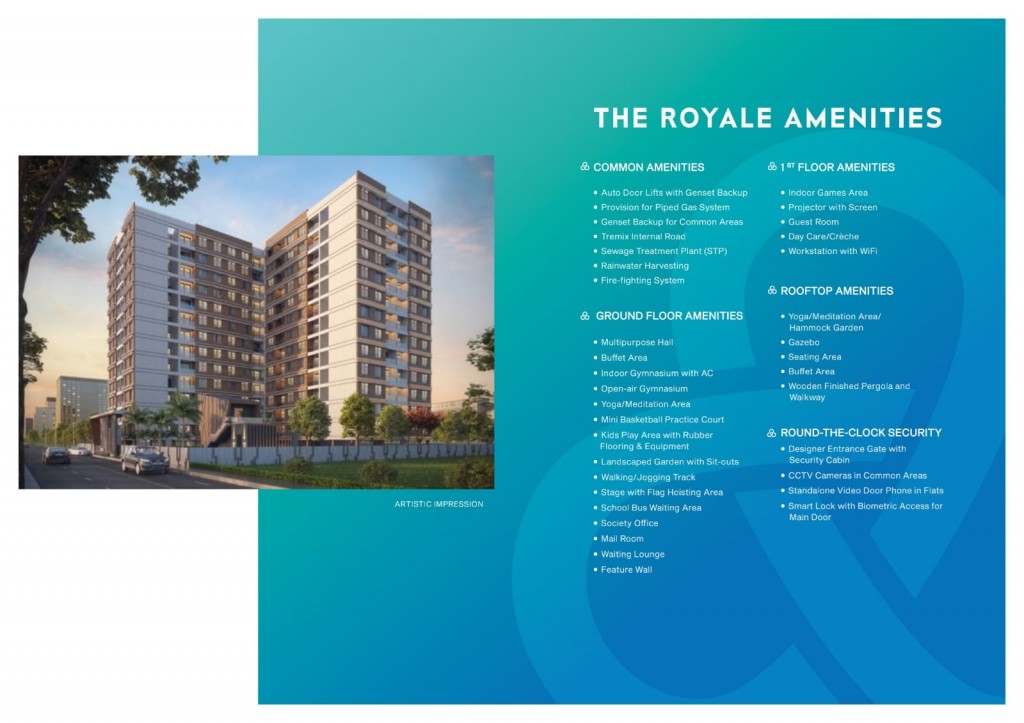 THE ROYALE AMENITIES
COMMON AMENITIES
• Auto Door Lifts with Genset Backup
• Provision for Piped Gas System
• Genset Backup for Common Areas
• Tremix Internal Road
• Sewage Treatment Plant (STP)
• Rainwater Harvesting
• Fire-fighting System
GROUND FLOOR AMENITIES
• Multipurpose Hall
• Buffet Area
• Indoor Gymnasium with AC
• Open-air Gymnasium
• Yoga/Meditation Area
• Mini Basketball Practice Court
• Kids Play Area with Rubber
Flooring & Equipment
• Landscaped Garden with Sit-outs
• Walking/Jogging Track
• Stage with Flag Hoisting Area
• School Bus Waiting Area
• Society Office
• Mail Room
• Waiting Lounge
• Feature Wall
1ST FLOOR AMENITIES
• Indoor Games Area
• Projector with Screen
• Guest Room
• Day Care/Crèche
• Workstation with WiFi
ROOFTOP AMENITIES
• Yoga/Meditation Area/
Hammock Garden
• Gazebo
• Seating Area
• Buffet Area
• Wooden Finished Pergola and
Walkway
ROUND-THE-CLOCK SECURITY
• Designer Entrance Gate with
Security Cabin
• CCTV Cameras in Common Areas
• Standalone Video Door Phone in Flats
• Smart Lock with Biometric Access for
Main Door
ARTISTIC IMPRESSION